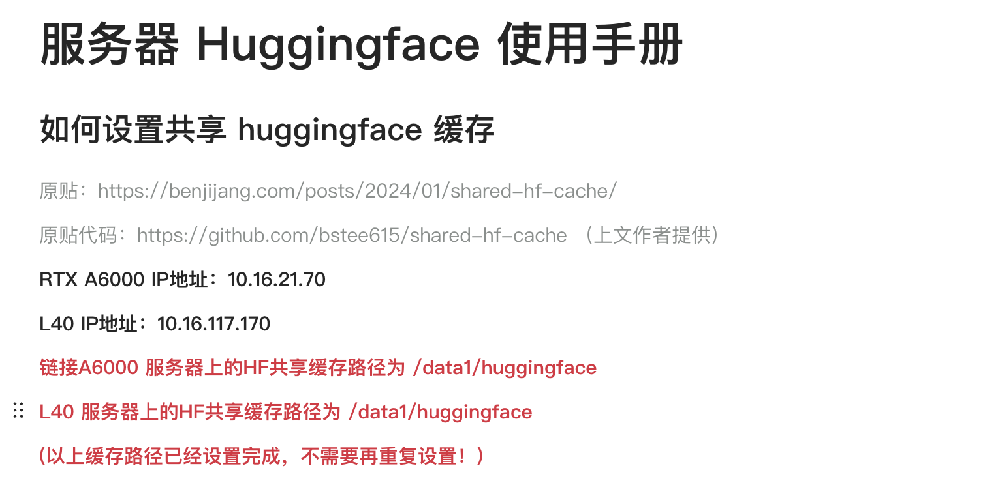 服务器 Huggingface 使用手册
如何设置共享 huggingface 缓存
原贴：https://benjijang.com/posts/2024/01/shared-hf-cache/
原贴代码：https://github.com/bstee615/shared-hf-cache （上文作者提供）
RTX A6000 IP地址：10.16.21.70
L40 IP地址：10.16.117.170
链接A6000 服务器上的HF共享缓存路径为 /data1/huggingface
L40 服务器上的HF共享缓存路径为 /data1/huggingface
(以上缓存路径已经设置完成，不需要再重复设置！)